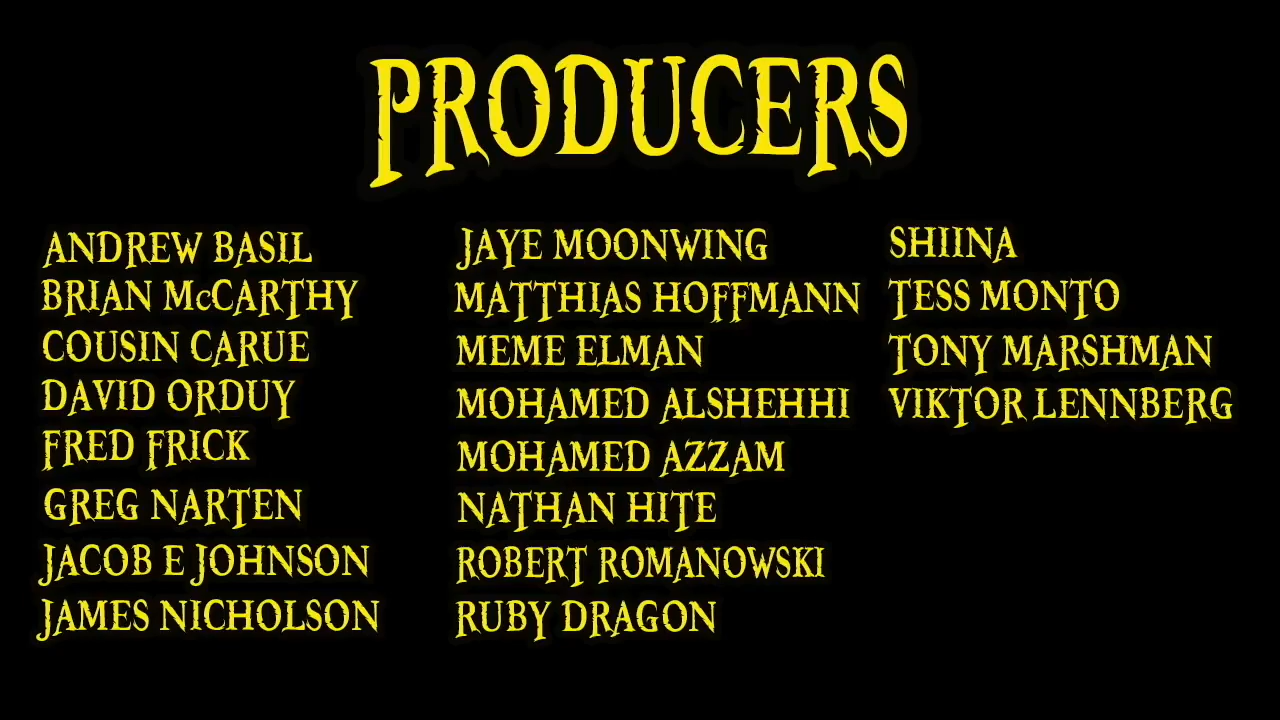 PRODUCERS
ANDREW BASIL
BRIAN McCARTHY
COUSIN CARUE
DAVID ORDUY
FRED FRICK
GREG NARTEN
JACOB E JOHNSON
JAMES NICHOLSON
JAYE MOONWING
MATTHIAS HOFFMANN
MEME ELMAN
MOHAMED ALSHEHHI
MOHAMED AZZAM
NATHAN HITE
ROBERT ROMANOWSKI
RUBY DRAGON
SHIINA
TESS MONTO
TONY MARSHMAN
VIKTOR LENNBERG